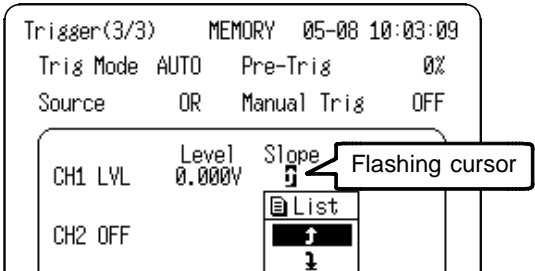 Trigger(3/3) MEMORY 05-08 10:03:09
Trig Mode AUTO Pre-Trig 0%
Source OR Manual Trig OFF
Level Slope
CH1 LVL 0.000V
Flashing cursor
List
CH2 OFF